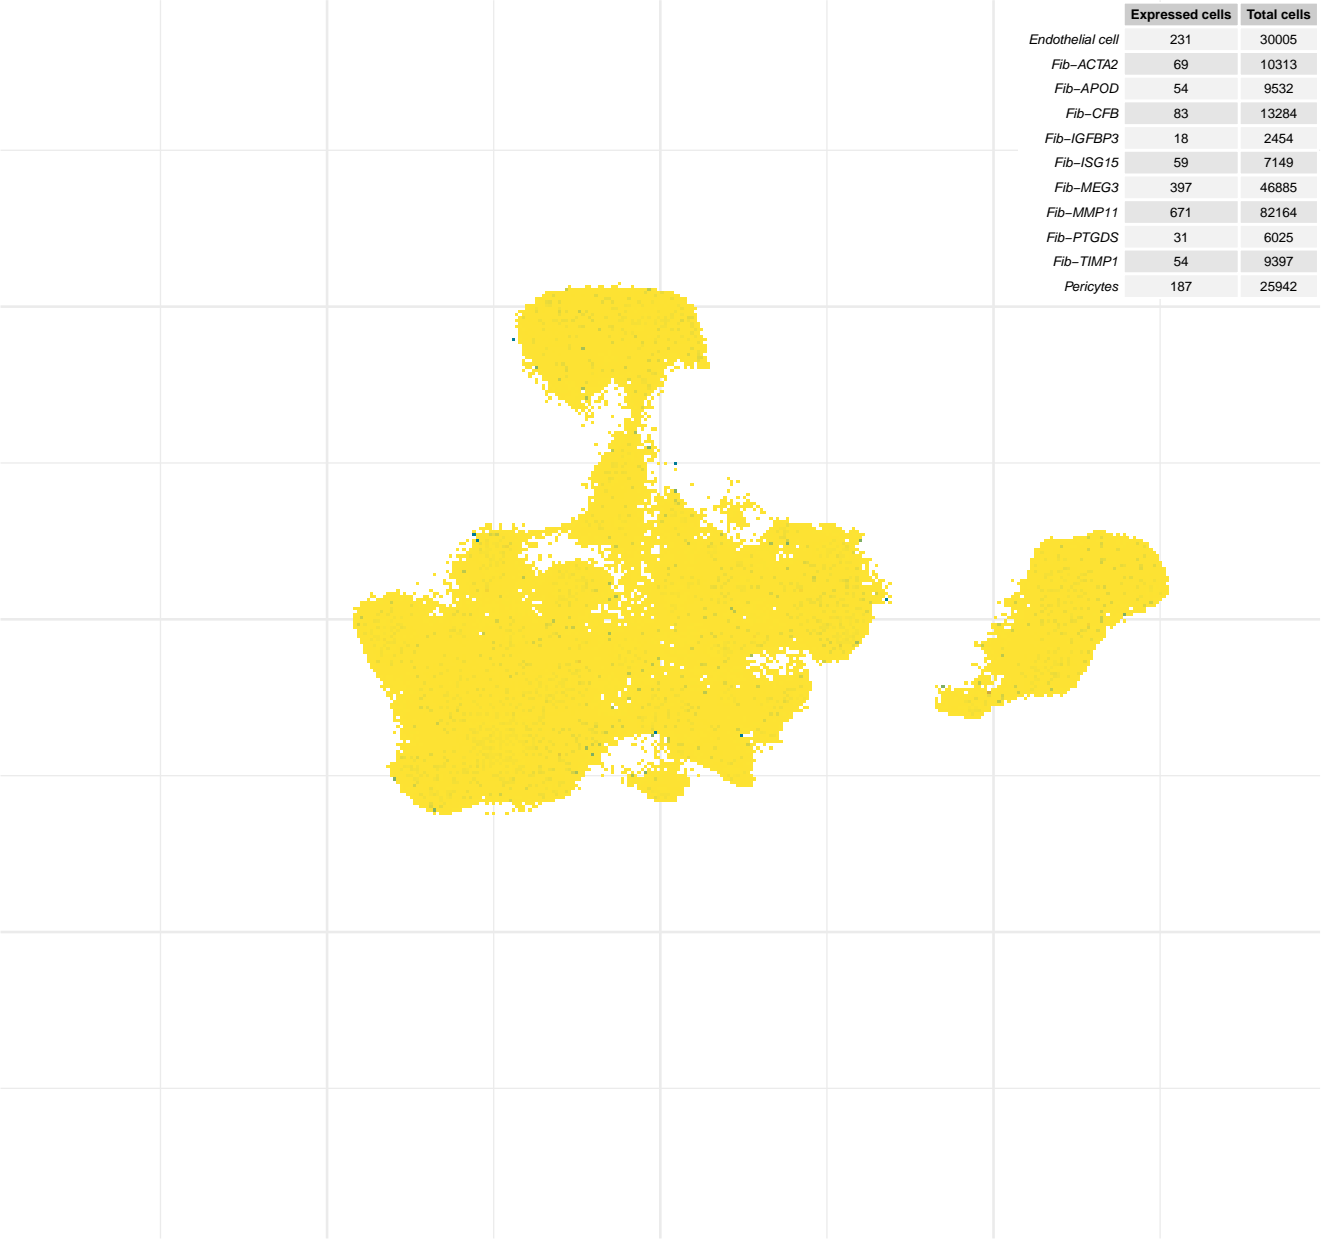 Expressed cells Total cells
Endothelial cell 231 30005
Fib−ACTA2 69 10313
Fib−APOD 54 9532
Fib−CFB 83 13284
Fib−IGFBP3 18 2454
Fib−ISG15 59 7149
Fib−MEG3 397 46885
Fib−MMP11 671 82164
Fib−PTGDS 31 6025
Fib−TIMP1 54 9397
Pericytes 187 25942